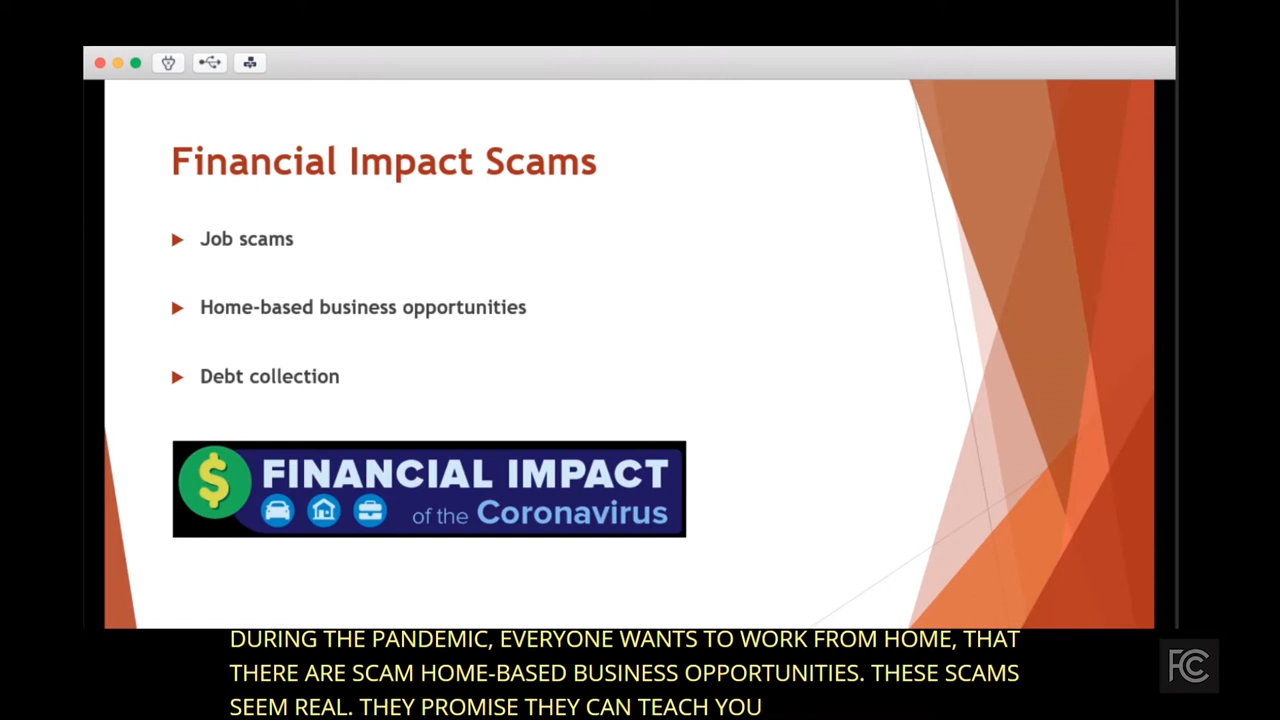 Financial Impact Scams
Job scams
Home-based business opportunities
Debt collection
$ FINANCIAL IMPACT
of the Coronavirus
DURING THE PANDEMIC, EVERYONE WANTS TO WORK FROM HOME, THAT
THERE ARE SCAM HOME-BASED BUSINESS OPPORTUNITIES. THESE SCAMS
SEEM REAL. THEY PROMISE THEY CAN TEACH YOU
FCC